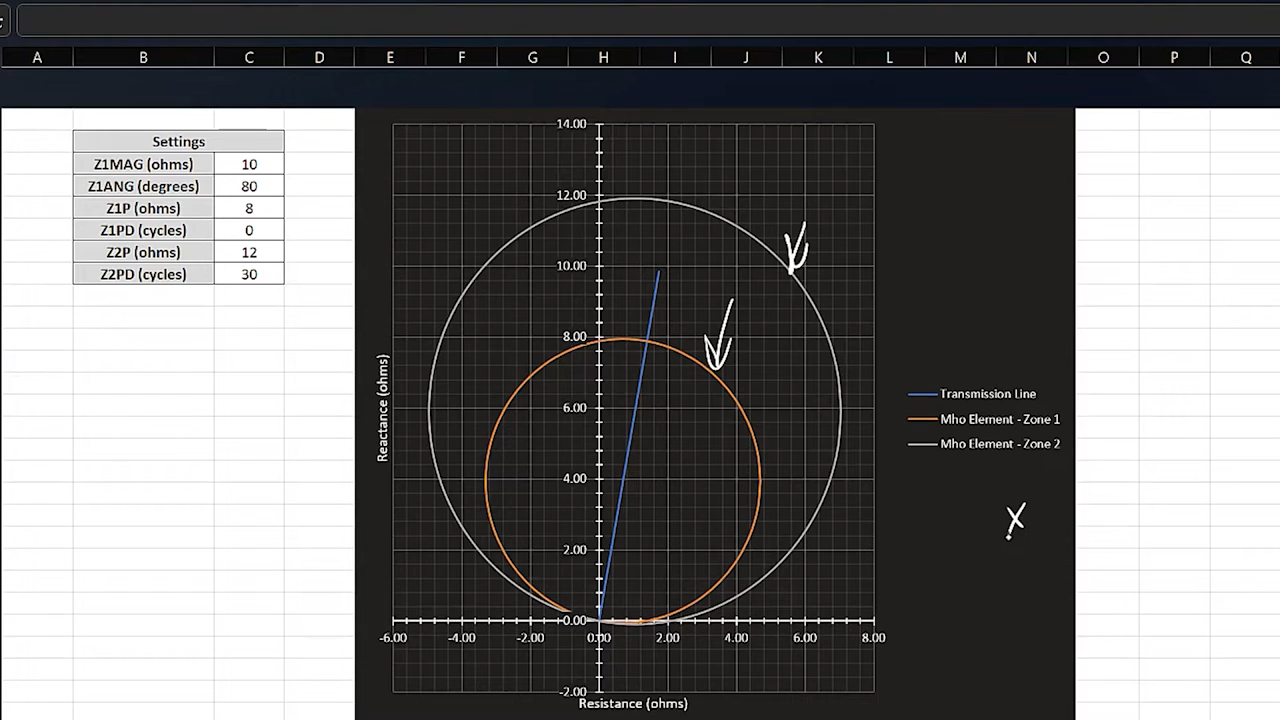 A B C D E F G H I J K L M N O P Q
Settings
Z1MAG (ohms) 10
Z1ANG (degrees) 80
Z1P (ohms) 8
Z1PD (cycles) 0
Z2P (ohms) 12
Z2PD (cycles) 30
14.00
12.00
10.00
8.00
6.00
4.00
2.00
0.00
-2.00
-6.00 -4.00 -2.00 0.00 2.00 4.00 6.00 8.00
Reactance (ohms)
Resistance (ohms)
Transmission Line
Mho Element - Zone 1
Mho Element - Zone 2